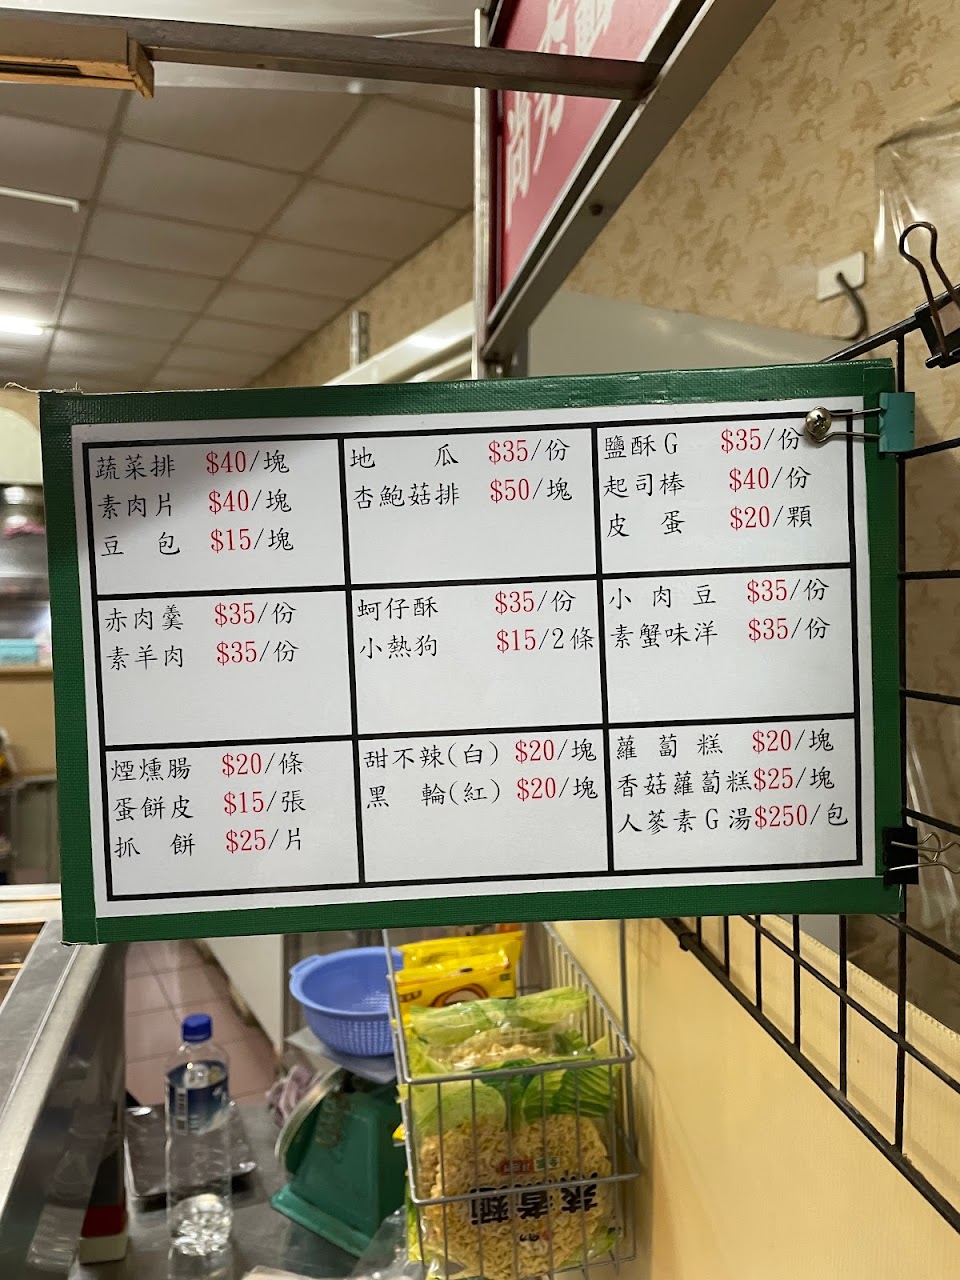 蔬菜排 $40/塊
素肉片 $40/塊
豆 包 $15/塊
地 瓜 $35/份
杏鮑菇排 $50/塊
鹽酥G $35/份
起司棒 $40/份
皮 蛋 $20/顆
赤肉羹 $35/份
素羊肉 $35/份
蚵仔酥 $35/份
小熱狗 $15/2條
小 肉 豆 $35/份
素蟹味洋 $35/份
煙燻腸 $20/條
蛋餅皮 $15/張
抓 餅 $25/片
甜不辣(白) $20/塊
黑 輪(紅) $20/塊
蘿蔔糕 $20/塊
香菇蘿蔔糕$25/塊
人蔘素G湯$250/包